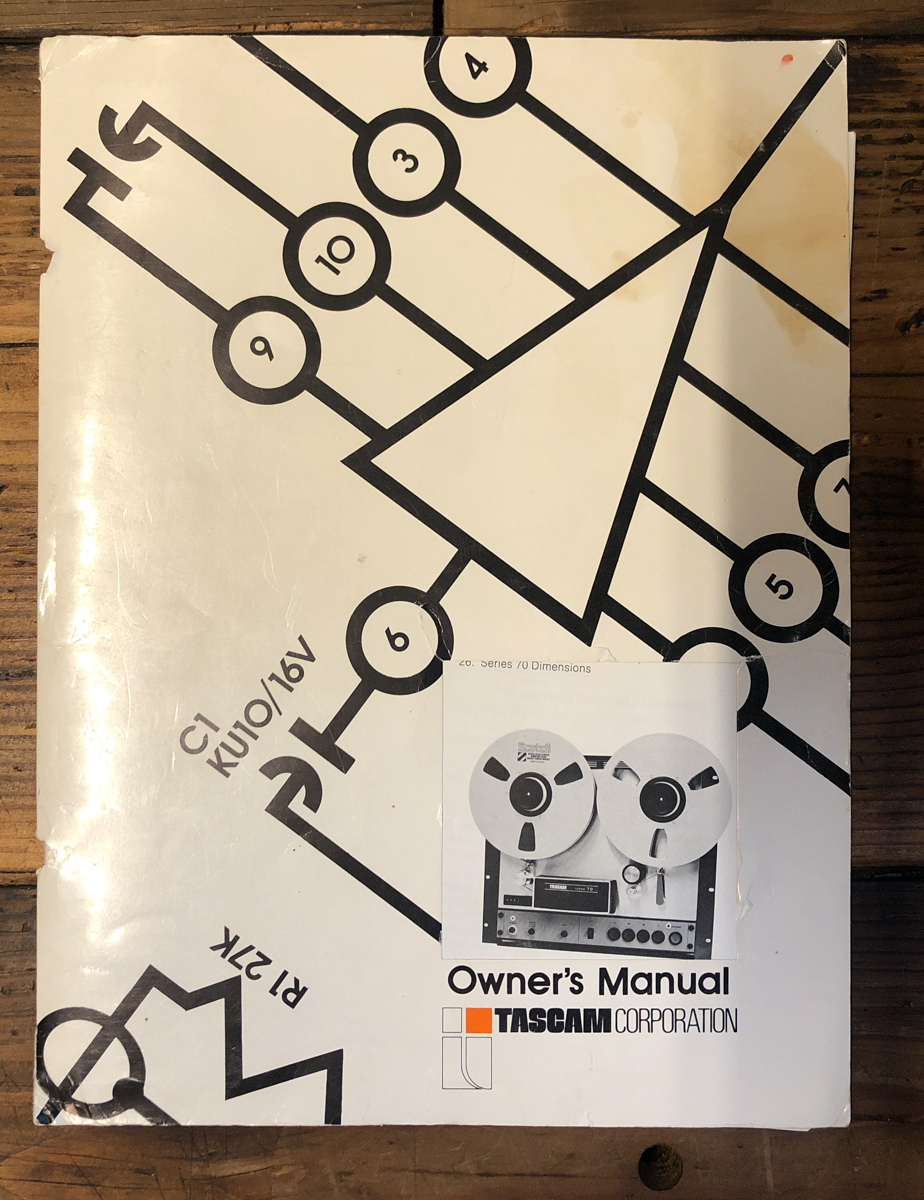 4
3
10
9
5
6
C1
KU10/16V
R1 27K
26. Series 70 Dimensions
Scotch
TASCAM
Owner's Manual
TASCAM CORPORATION